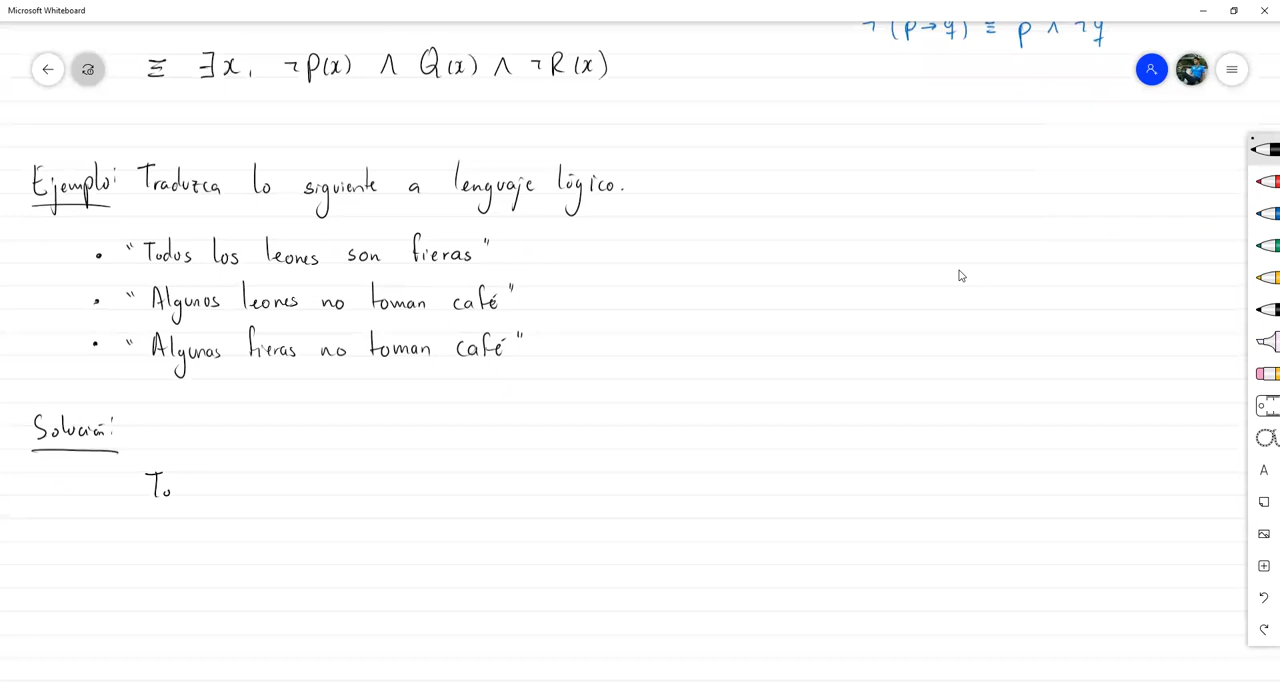 Microsoft Whiteboard
¬(p→q) ≡ p ∧ ¬q
≡ ∃x, ¬P(x) ∧ Q(x) ∧ ¬R(x)
Ejemplo: Traduzca lo siguiente a lenguaje lógico.
• "Todos los leones son fieras"
• "Algunos leones no toman café"
• "Algunas fieras no toman café"
Solución:
To
A